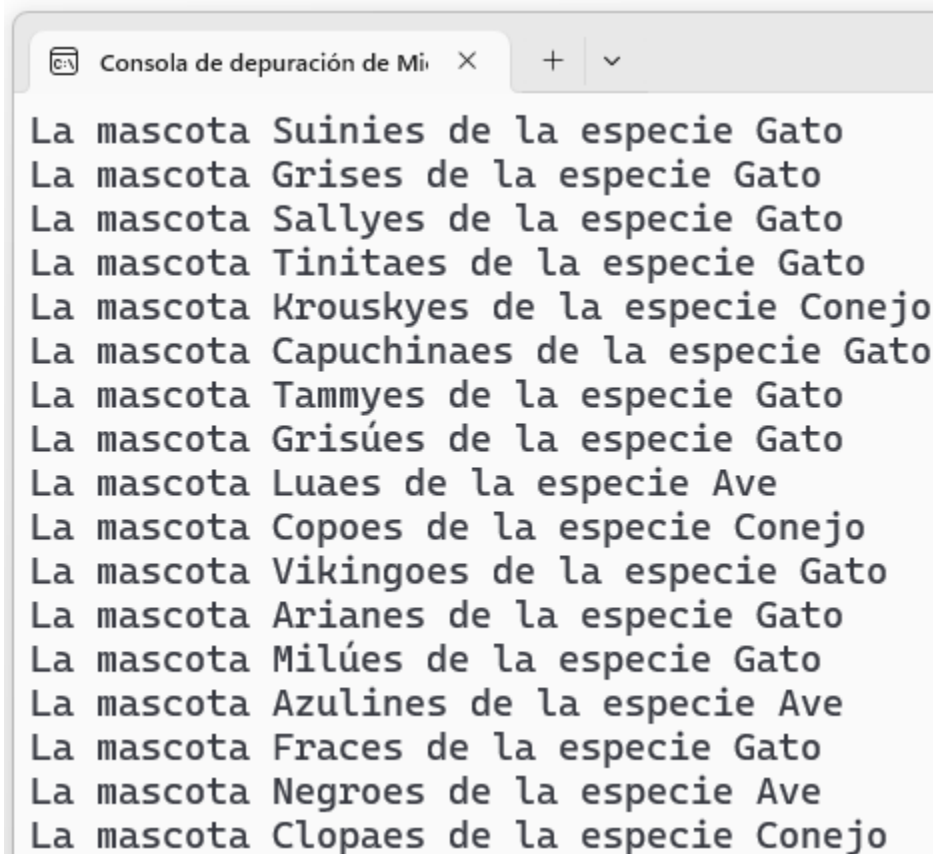 Consola de depuración de Mi
La mascota Suinies de la especie Gato
La mascota Grises de la especie Gato
La mascota Sallyes de la especie Gato
La mascota Tinitaes de la especie Gato
La mascota Krouskyes de la especie Conejo
La mascota Capuchinaes de la especie Gato
La mascota Tammyes de la especie Gato
La mascota Grisúes de la especie Gato
La mascota Luaes de la especie Ave
La mascota Copoes de la especie Conejo
La mascota Vikingoes de la especie Gato
La mascota Arianes de la especie Gato
La mascota Milúes de la especie Gato
La mascota Azulines de la especie Ave
La mascota Fraces de la especie Gato
La mascota Negroes de la especie Ave
La mascota Clopaes de la especie Conejo